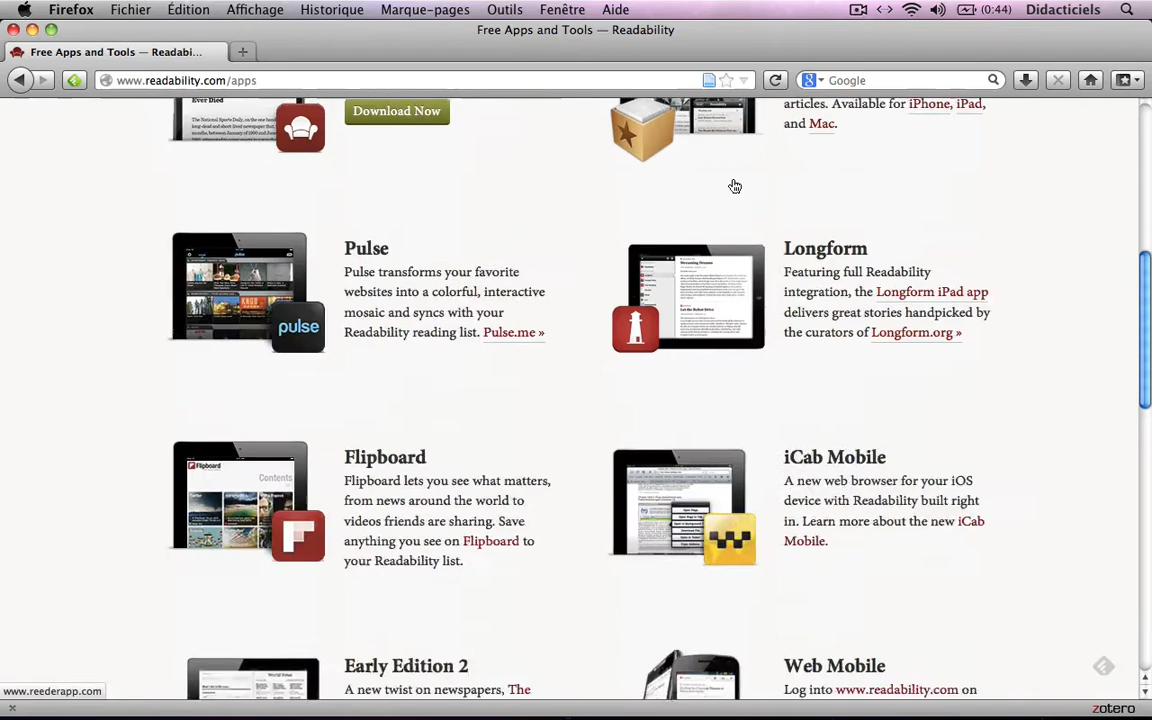 Firefox Fichier Édition Affichage Historique Marque-pages Outils Fenêtre Aide (0:44) Didacticiels
Free Apps and Tools — Readability
Free Apps and Tools — Readabi...
www.readability.com/apps
Google
Ever Died
Download Now
articles. Available for iPhone, iPad,
and Mac.
Pulse
Pulse transforms your favorite
websites into a colorful, interactive
mosaic and syncs with your
Readability reading list. Pulse.me »
pulse
Longform
Featuring full Readability
integration, the Longform iPad app
delivers great stories handpicked by
the curators of Longform.org »
Flipboard
Contents
Flipboard
Flipboard lets you see what matters,
from news around the world to
videos friends are sharing. Save
anything you see on Flipboard to
your Readability list.
iCab Mobile
A new web browser for your iOS
device with Readability built right
in. Learn more about the new iCab
Mobile.
Early Edition 2
A new twist on newspapers, The
Web Mobile
Log into www.readability.com on
www.reederapp.com
zotero